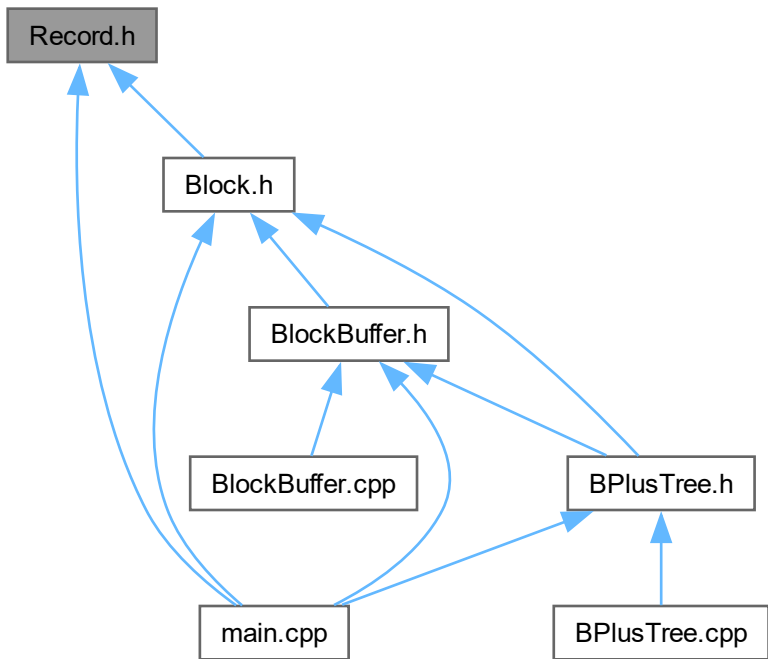 Record.h
Block.h
BlockBuffer.h
BlockBuffer.cpp
BPlusTree.h
main.cpp
BPlusTree.cpp